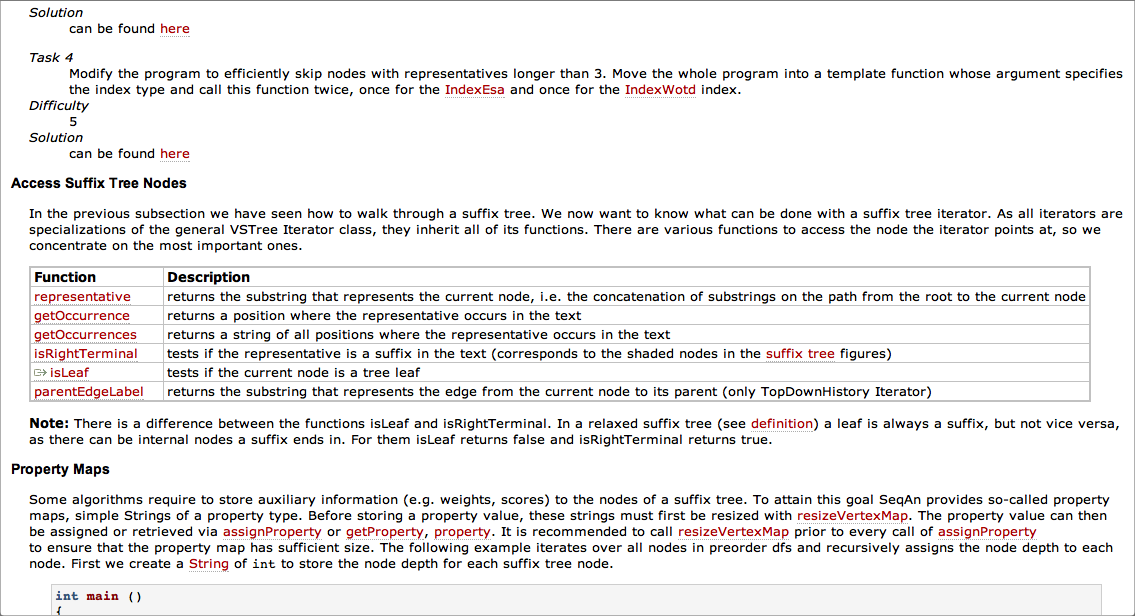 Solution
can be found here
Task 4
Modify the program to efficiently skip nodes with representatives longer than 3. Move the whole program into a template function whose argument specifies
the index type and call this function twice, once for the IndexEsa and once for the IndexWotd index.
Difficulty
5
Solution
can be found here
Access Suffix Tree Nodes
In the previous subsection we have seen how to walk through a suffix tree. We now want to know what can be done with a suffix tree iterator. As all iterators are
specializations of the general VSTree Iterator class, they inherit all of its functions. There are various functions to access the node the iterator points at, so we
concentrate on the most important ones.
Function Description
representative returns the substring that represents the current node, i.e. the concatenation of substrings on the path from the root to the current node
getOccurrence returns a position where the representative occurs in the text
getOccurrences returns a string of all positions where the representative occurs in the text
isRightTerminal tests if the representative is a suffix in the text (corresponds to the shaded nodes in the suffix tree figures)
isLeaf tests if the current node is a tree leaf
parentEdgeLabel returns the substring that represents the edge from the current node to its parent (only TopDownHistory Iterator)
Note: There is a difference between the functions isLeaf and isRightTerminal. In a relaxed suffix tree (see definition) a leaf is always a suffix, but not vice versa,
as there can be internal nodes a suffix ends in. For them isLeaf returns false and isRightTerminal returns true.
Property Maps
Some algorithms require to store auxiliary information (e.g. weights, scores) to the nodes of a suffix tree. To attain this goal SeqAn provides so-called property
maps, simple Strings of a property type. Before storing a property value, these strings must first be resized with resizeVertexMap. The property value can then
be assigned or retrieved via assignProperty or getProperty, property. It is recommended to call resizeVertexMap prior to every call of assignProperty
to ensure that the property map has sufficient size. The following example iterates over all nodes in preorder dfs and recursively assigns the node depth to each
node. First we create a String of int to store the node depth for each suffix tree node.
int main ()
{